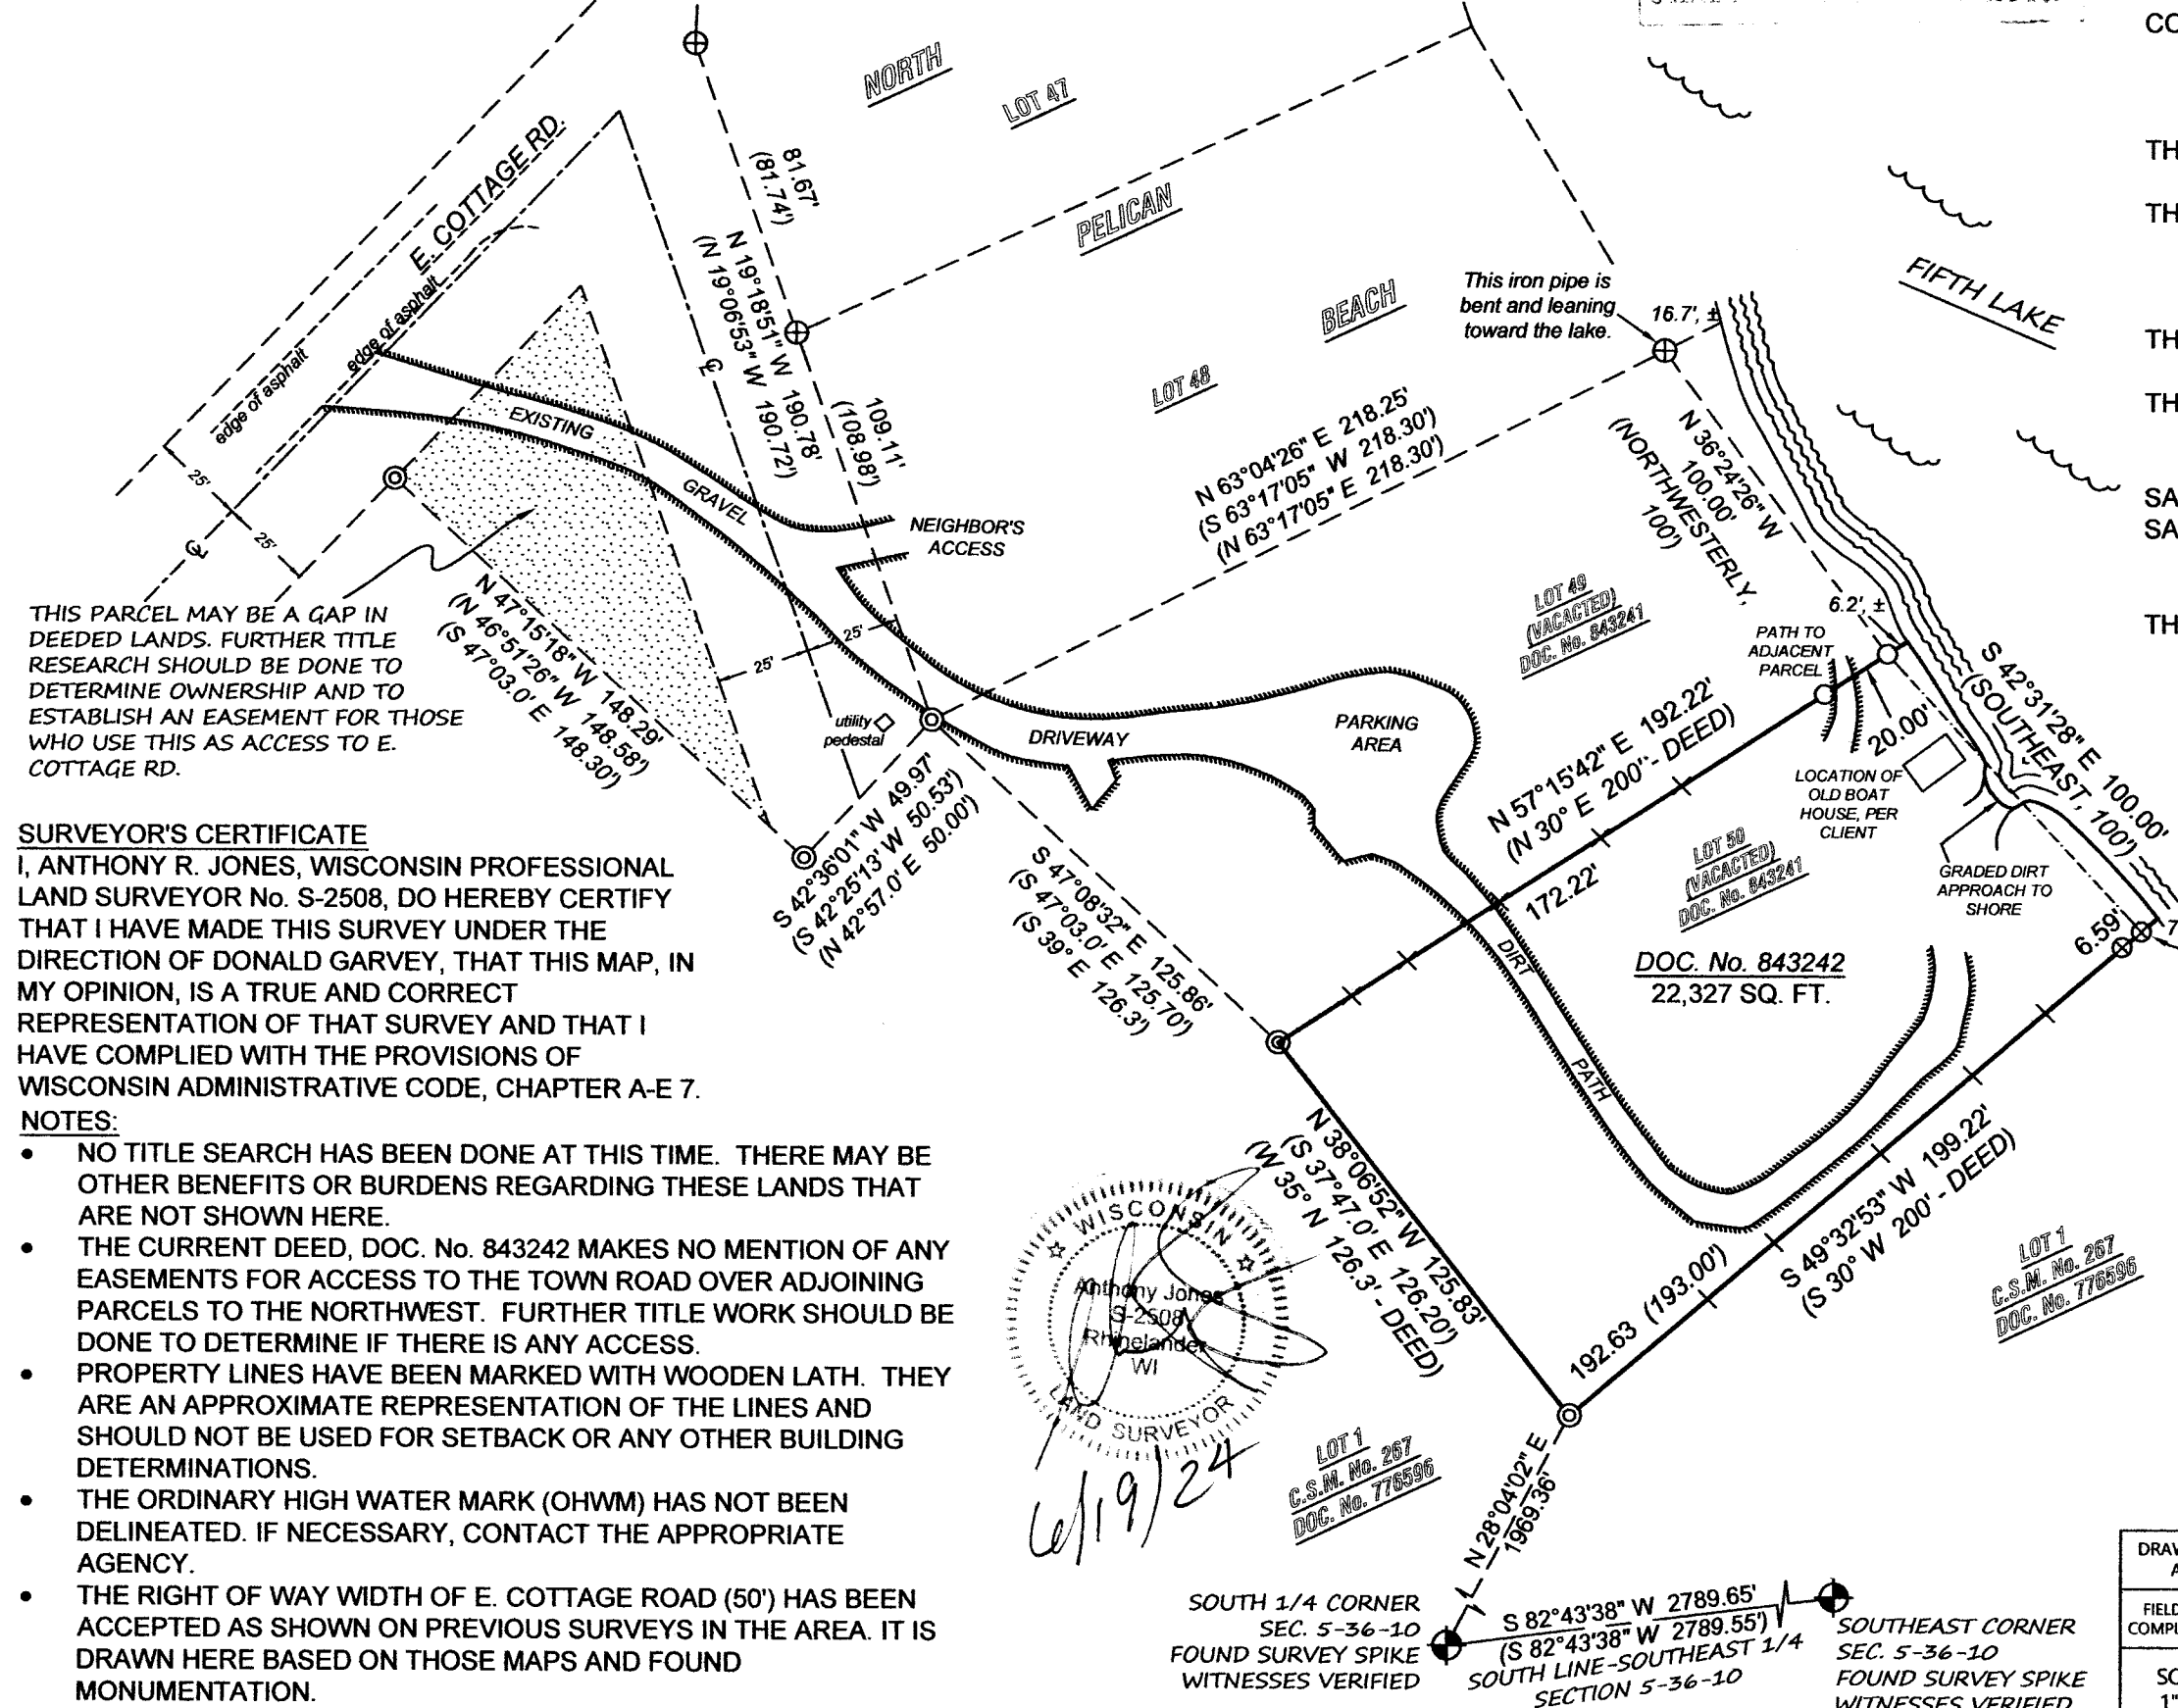 CO
TH
TH
TH
TH
SA
SA
TH
NORTH
LOT 47
PELICAN
BEACH
LOT 48
FIFTH LAKE
E. COTTAGE RD.
edge of asphalt
edge of asphalt
81.67'
(81.74')
N 19°18'51" W 190.78'
(N 19°06'53" W 190.72')
109.11'
(108.98')
This iron pipe is
bent and leaning
toward the lake.
16.7', ±
N 63°04'26" E 218.25'
(S 63°17'05" W 218.30')
(N 63°17'05" E 218.30')
N 36°24'26" W
100.00'
(NORTHWESTERLY,
100')
EXISTING
GRAVEL
DRIVEWAY
NEIGHBOR'S
ACCESS
25'
25'
25'
25'
utility
pedestal
THIS PARCEL MAY BE A GAP IN
DEEDED LANDS. FURTHER TITLE
RESEARCH SHOULD BE DONE TO
DETERMINE OWNERSHIP AND TO
ESTABLISH AN EASEMENT FOR THOSE
WHO USE THIS AS ACCESS TO E.
COTTAGE RD.
N 47°15'18" W 148.29'
(N 46°51'26" W 148.58')
(S 47°03.0' E 148.30')
S 42°36'01" W 49.97'
(S 42°25'13' W 50.53')
(N 42°57.0' E 50.00')
S 47°08'32" E 125.86'
(S 47°03.0' E 125.70')
(S 39° E 126.3')
PARKING
AREA
LOT 49
(VACACTED)
DOC. No. 843241
PATH TO
ADJACENT
PARCEL
6.2', ±
20.00'
S 42°31'28" E 100.00'
(SOUTHEAST, 100')
N 57°15'42" E 192.22'
(N 30° E 200'- DEED)
172.22'
LOCATION OF
OLD BOAT
HOUSE, PER
CLIENT
GRADED DIRT
APPROACH TO
SHORE
LOT 50
(VACACTED)
DOC. No. 843241
DOC. No. 843242
22,327 SQ. FT.
6.59'
7
DIRT
PATH
N 38°06'52" W 125.83'
(S 37°47.0' E 126.20')
(W 35° N 126.3' - DEED)
192.63 (193.00')
S 49°32'53" W 199.22'
(S 30° W 200' - DEED)
LOT 1
C.S.M. No. 267
DOC. No. 776596
LOT 1
C.S.M. No. 267
DOC. No. 776596
SURVEYOR'S CERTIFICATE
I, ANTHONY R. JONES, WISCONSIN PROFESSIONAL
LAND SURVEYOR No. S-2508, DO HEREBY CERTIFY
THAT I HAVE MADE THIS SURVEY UNDER THE
DIRECTION OF DONALD GARVEY, THAT THIS MAP, IN
MY OPINION, IS A TRUE AND CORRECT
REPRESENTATION OF THAT SURVEY AND THAT I
HAVE COMPLIED WITH THE PROVISIONS OF
WISCONSIN ADMINISTRATIVE CODE, CHAPTER A-E 7.
NOTES:
• NO TITLE SEARCH HAS BEEN DONE AT THIS TIME. THERE MAY BE
OTHER BENEFITS OR BURDENS REGARDING THESE LANDS THAT
ARE NOT SHOWN HERE.
• THE CURRENT DEED, DOC. No. 843242 MAKES NO MENTION OF ANY
EASEMENTS FOR ACCESS TO THE TOWN ROAD OVER ADJOINING
PARCELS TO THE NORTHWEST. FURTHER TITLE WORK SHOULD BE
DONE TO DETERMINE IF THERE IS ANY ACCESS.
• PROPERTY LINES HAVE BEEN MARKED WITH WOODEN LATH. THEY
ARE AN APPROXIMATE REPRESENTATION OF THE LINES AND
SHOULD NOT BE USED FOR SETBACK OR ANY OTHER BUILDING
DETERMINATIONS.
• THE ORDINARY HIGH WATER MARK (OHWM) HAS NOT BEEN
DELINEATED. IF NECESSARY, CONTACT THE APPROPRIATE
AGENCY.
• THE RIGHT OF WAY WIDTH OF E. COTTAGE ROAD (50') HAS BEEN
ACCEPTED AS SHOWN ON PREVIOUS SURVEYS IN THE AREA. IT IS
DRAWN HERE BASED ON THOSE MAPS AND FOUND
MONUMENTATION.
WISCONSIN
Anthony Jones
S-2508
Rhinelander
WI
LAND SURVEYOR
6/19/24
N 28°04'02" E
1969.36'
SOUTH 1/4 CORNER
SEC. 5-36-10
FOUND SURVEY SPIKE
WITNESSES VERIFIED
S 82°43'38" W 2789.65'
(S 82°43'38" W 2789.55')
SOUTH LINE-SOUTHEAST 1/4
SECTION 5-36-10
SOUTHEAST CORNER
SEC. 5-36-10
FOUND SURVEY SPIKE
WITNESSES VERIFIED
DRAW
A
FIELD
COMPL
SC
1"